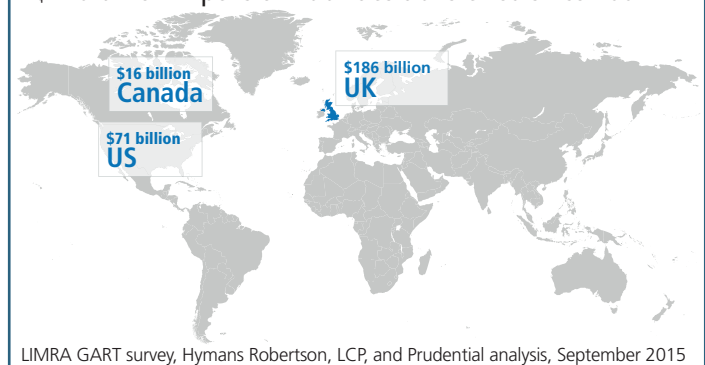 $16 billion
Canada
$186 billion
UK
$71 billion
US
LIMRA GART survey, Hymans Robertson, LCP, and Prudential analysis, September 2015